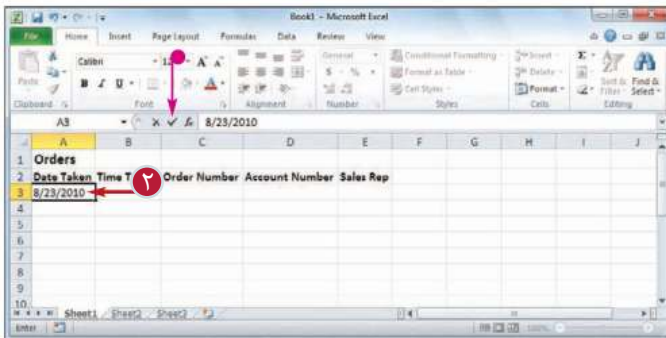 Book1 - Microsoft Excel
File Home Insert Page Layout Formulas Data Review View
Calibri
General
Conditional Formatting
Insert
Σ
Paste
B I U
$ %
Format as Table
Delete
Sort & Filter
Find & Select
Cell Styles
Format
Clipboard Font Alignment Number Styles Cells Editing
A3 8/23/2010
A B C D E F G H I J
1 Orders
2 Date Taken Time T Order Number Account Number Sales Rep
3 8/23/2010 ٢
4
5
6
7
8
9
10
Sheet1 Sheet2 Sheet3
Enter 100%